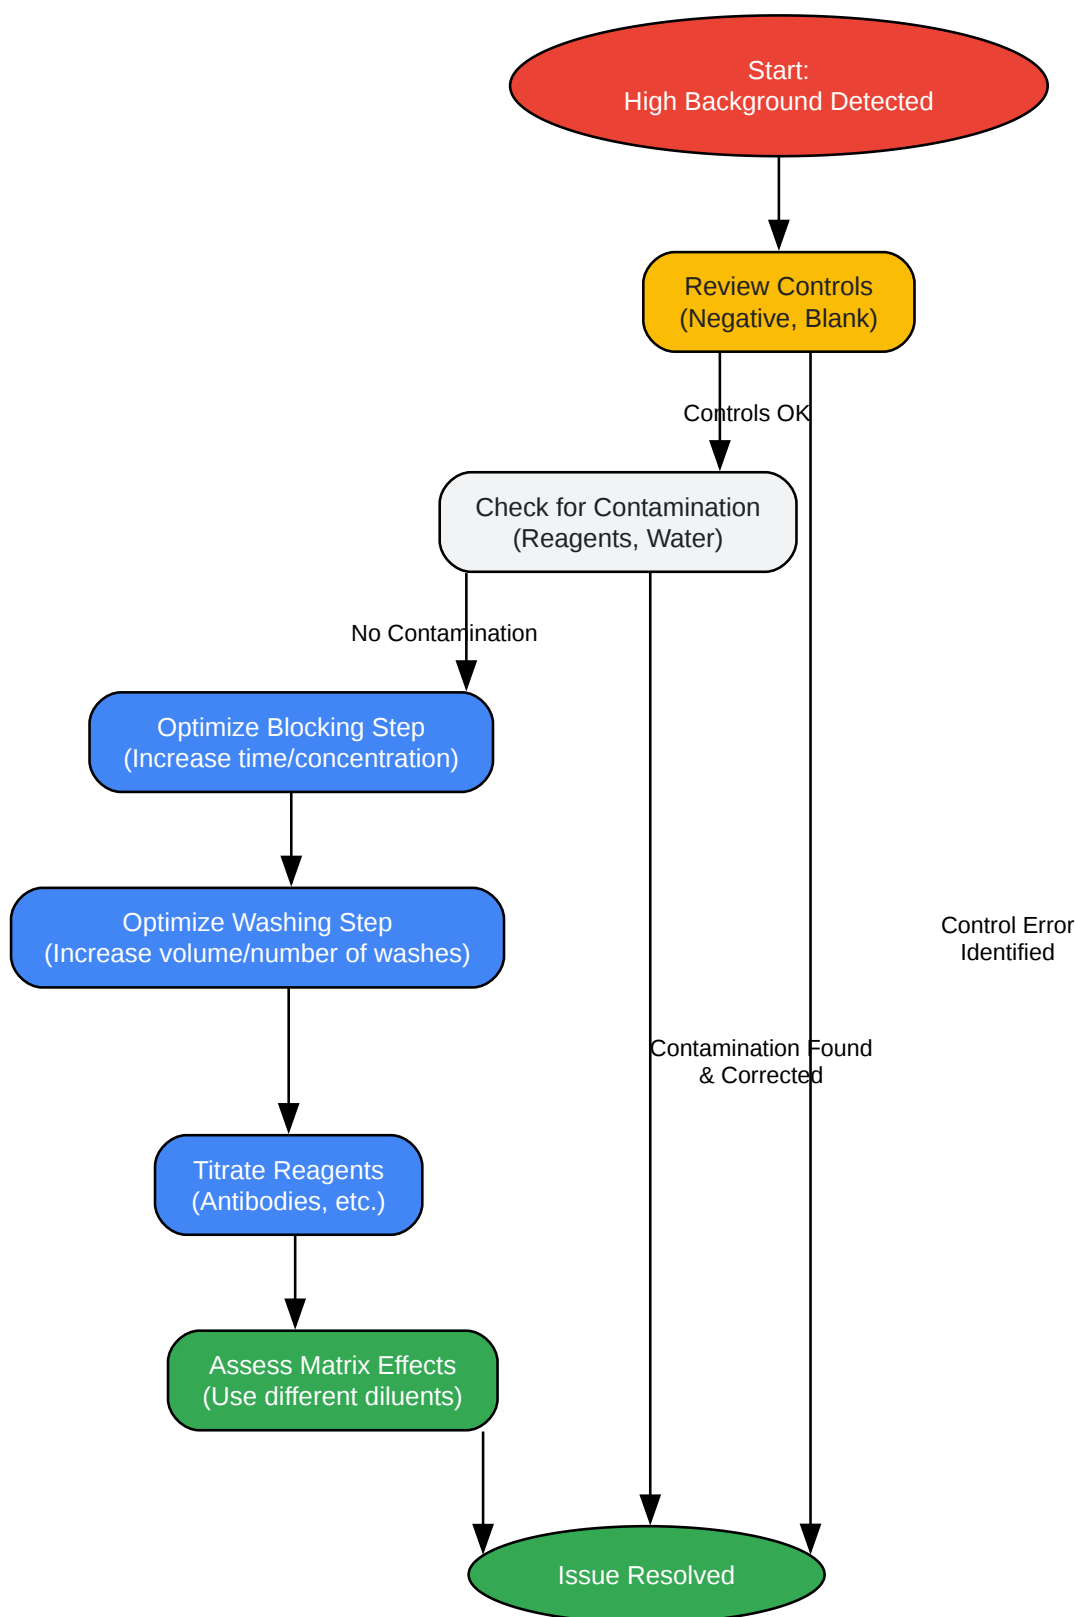 Start:
High Background Detected
Review Controls
(Negative, Blank)
Controls OK
Check for Contamination
(Reagents, Water)
No Contamination
Optimize Blocking Step
(Increase time/concentration)
Optimize Washing Step
(Increase volume/number of washes)
Control Error
Identified
Contamination Found
& Corrected
Titrate Reagents
(Antibodies, etc.)
Assess Matrix Effects
(Use different diluents)
Issue Resolved